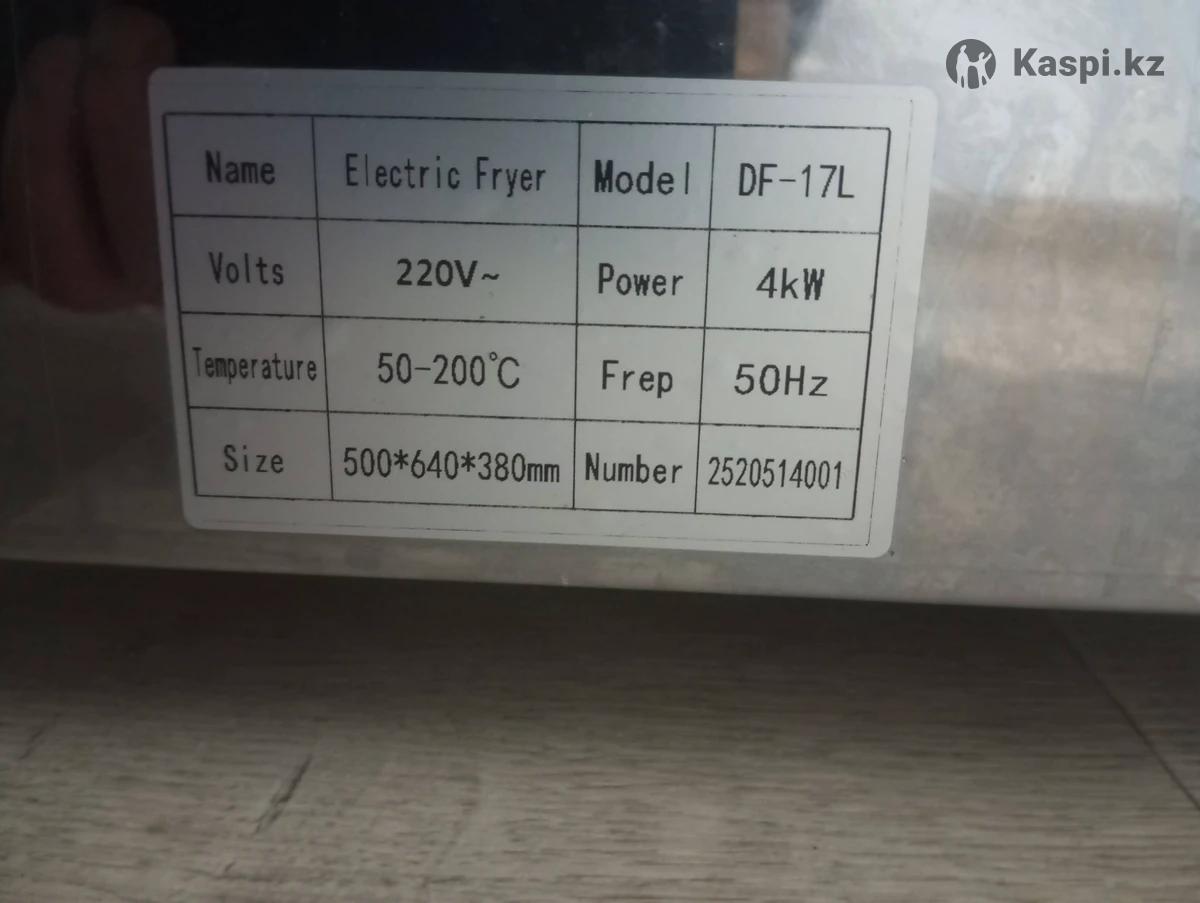 Kaspi.kz
Name Electric Fryer Model DF-17L
Volts 220V~ Power 4kW
Temperature 50-200℃ Frep 50Hz
Size 500*640*380mm Number 2520514001